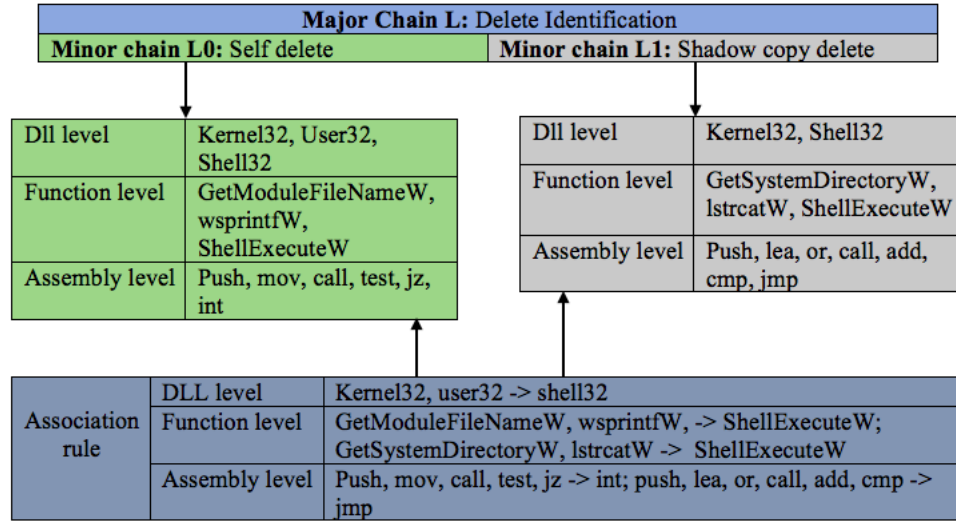 Major Chain L: Delete Identification
Minor chain L0: Self delete
Minor chain L1: Shadow copy delete
Dll level
Kernel32, User32,
Shell32
Function level
GetModuleFileNameW,
wsprintfW,
ShellExecuteW
Assembly level
Push, mov, call, test, jz,
int
Dll level
Kernel32, Shell32
Function level
GetSystemDirectoryW,
lstrcatW, ShellExecuteW
Assembly level
Push, lea, or, call, add,
cmp, jmp
Association
rule
DLL level
Kernel32, user32 -> shell32
Function level
GetModuleFileNameW, wsprintfW, -> ShellExecuteW;
GetSystemDirectoryW, lstrcatW -> ShellExecuteW
Assembly level
Push, mov, call, test, jz -> int; push, lea, or, call, add, cmp ->
jmp